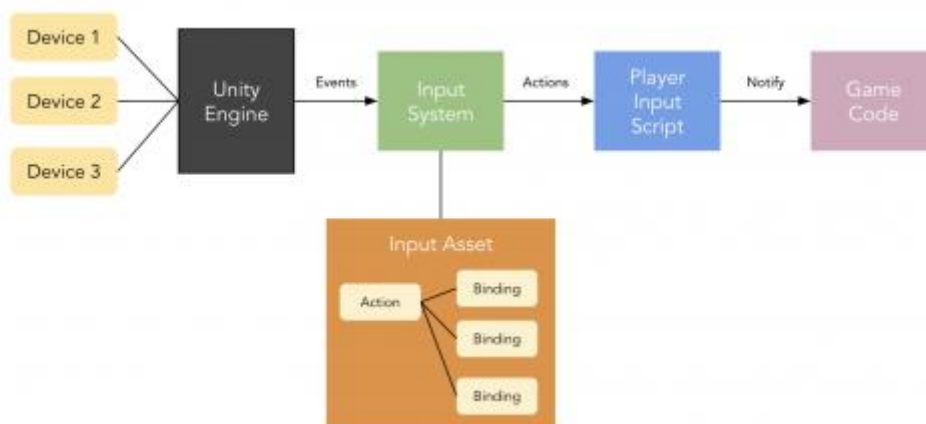 Device 1
Device 2
Device 3
Unity
Engine
Events
Input
System
Actions
Player
Input
Script
Notify
Game
Code
Input Asset
Action
Binding
Binding
Binding